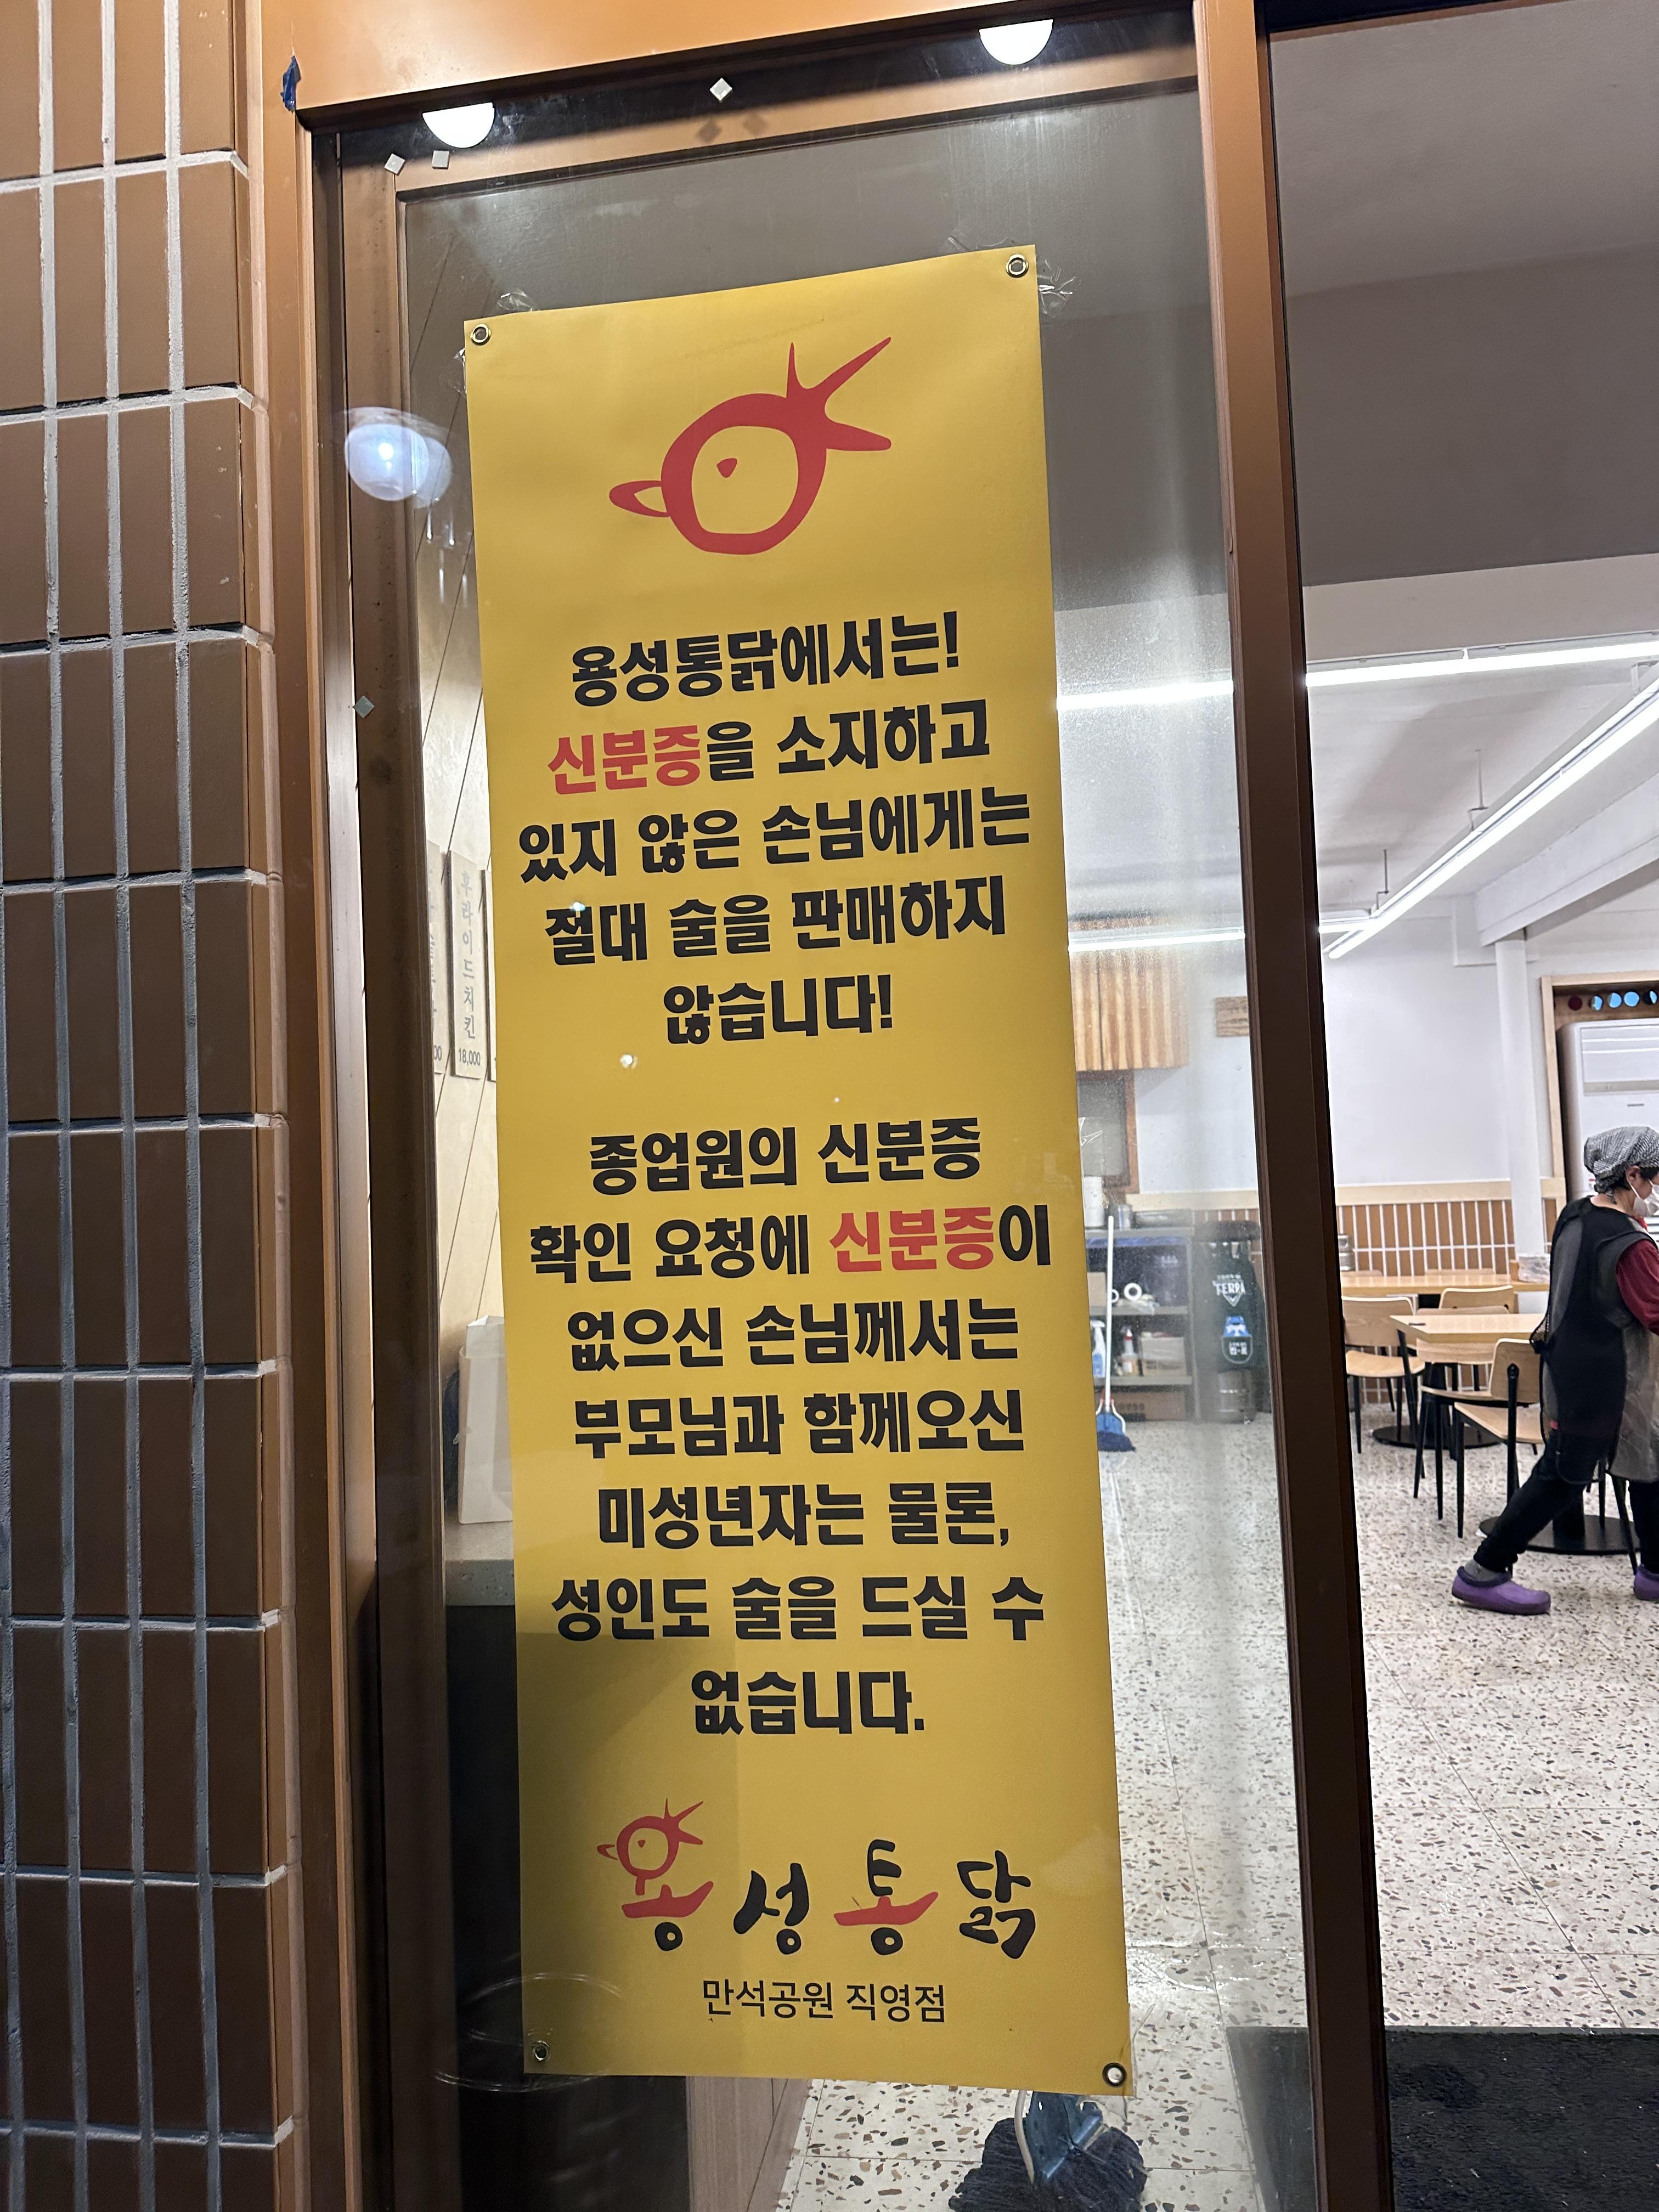 용성통닭에서는!
신분증을 소지하고
있지 않은 손님에게는
절대 술을 판매하지
않습니다!
종업원의 신분증
확인 요청에 신분증이
없으신 손님께서는
부모님과 함께오신
미성년자는 물론,
성인도 술을 드실 수
없습니다.
용성통닭
만석공원 직영점
후라이드치킨
18,000
TERRA